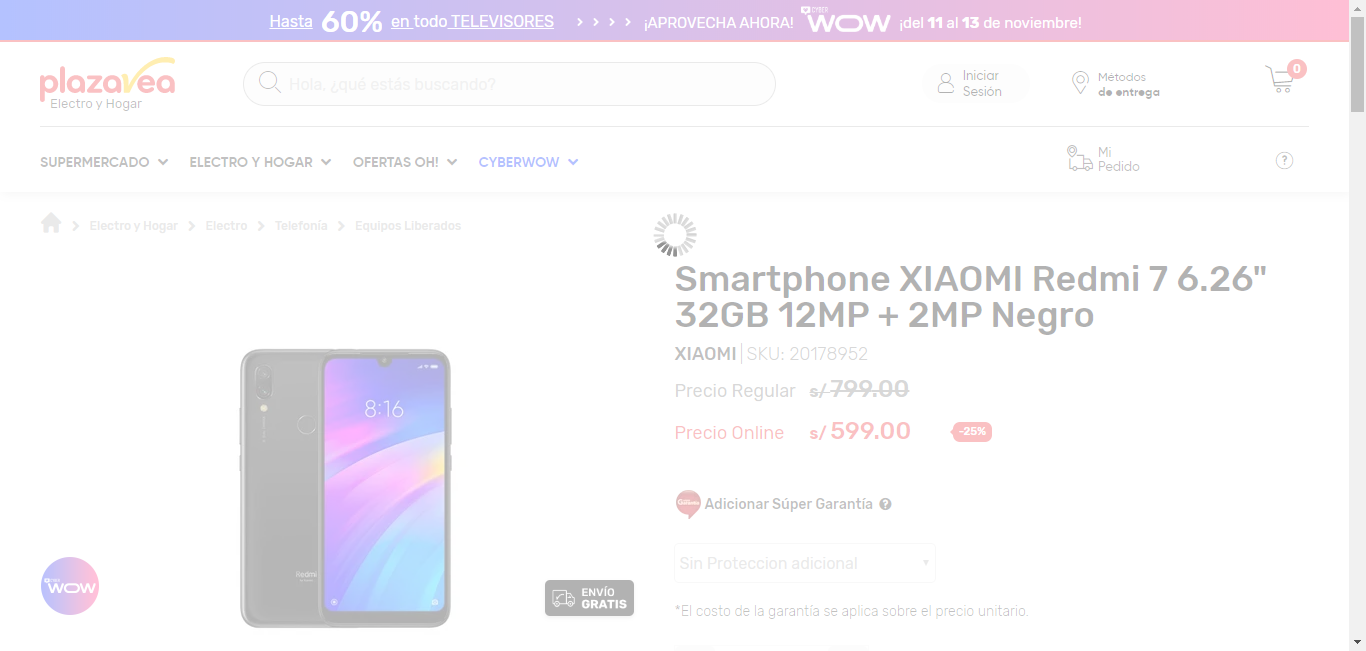 Hasta 60% en todo TELEVISORES > > > > ¡APROVECHA AHORA! CYBER WOW ¡del 11 al 13 de noviembre!
plazavea
Electro y Hogar
Hola, ¿qué estás buscando?
Iniciar
Sesión
Métodos
de entrega
0
SUPERMERCADO
ELECTRO Y HOGAR
OFERTAS OH!
CYBERWOW
Mi
Pedido
?
Electro y Hogar > Electro > Telefonía > Equipos Liberados
Smartphone XIAOMI Redmi 7 6.26"
32GB 12MP + 2MP Negro
XIAOMI | SKU: 20178952
Precio Regular s/ 799.00
Precio Online s/ 599.00 -25%
8:16
Redmi
Adicionar Súper Garantía ?
Sin Proteccion adicional
WOW
ENVÍO
GRATIS
*El costo de la garantía se aplica sobre el precio unitario.